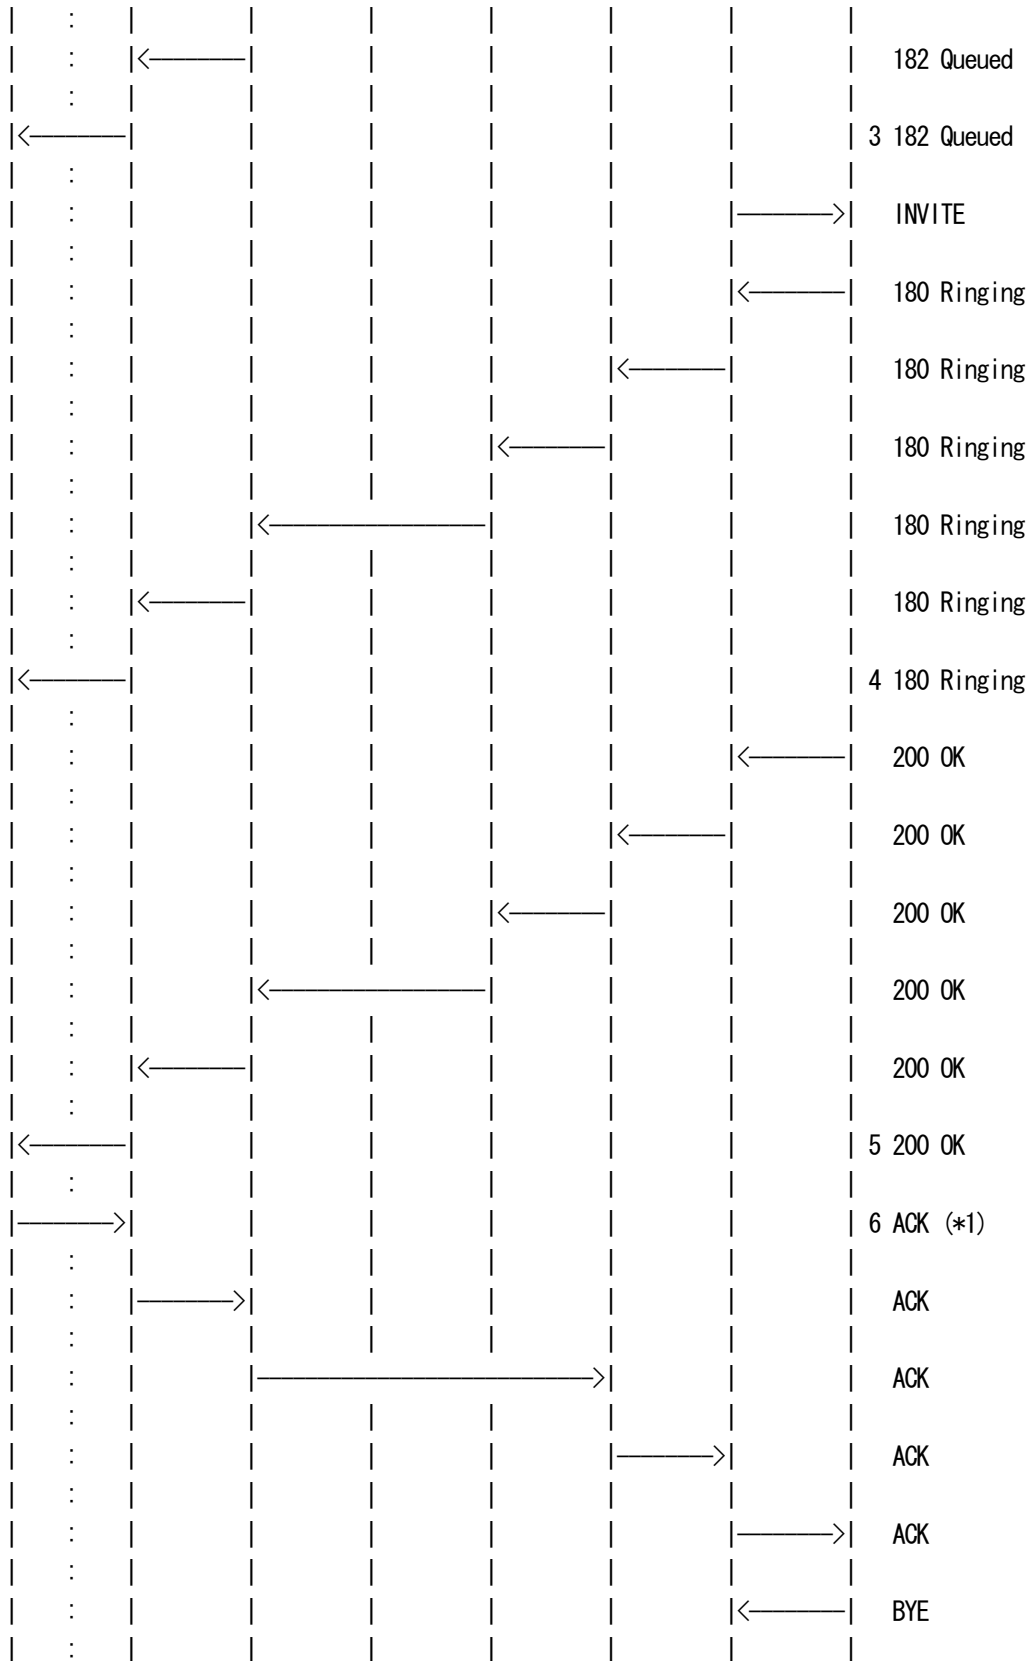 182 Queued
3 182 Queued
INVITE
180 Ringing
180 Ringing
180 Ringing
180 Ringing
180 Ringing
4 180 Ringing
200 OK
200 OK
200 OK
200 OK
200 OK
5 200 OK
6 ACK (*1)
ACK
ACK
ACK
ACK
BYE